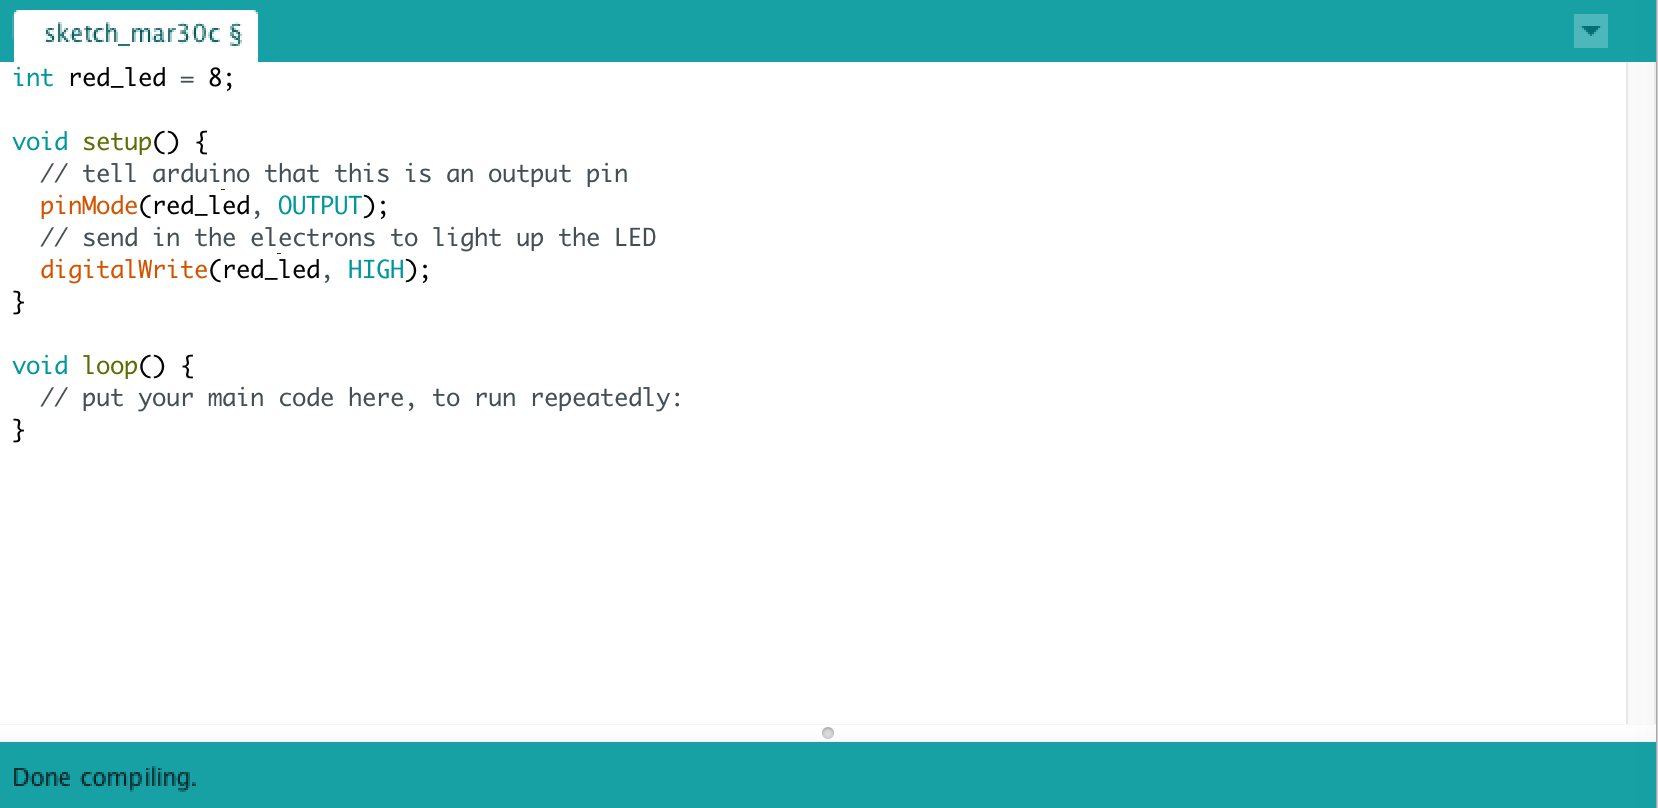 sketch_mar30c §
int red_led = 8;
void setup() {
// tell arduino that this is an output pin
pinMode(red_led, OUTPUT);
// send in the electrons to light up the LED
digitalWrite(red_led, HIGH);
}
void loop() {
// put your main code here, to run repeatedly:
}
Done compiling.